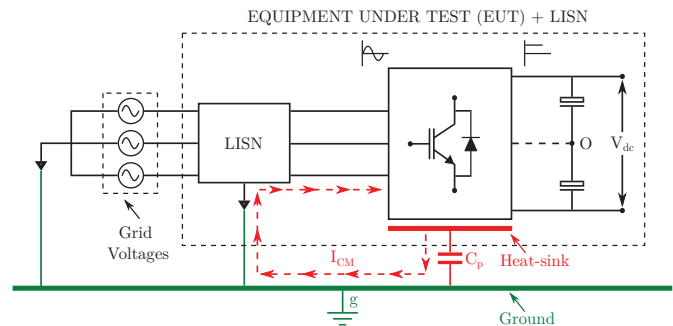 EQUIPMENT UNDER TEST (EUT) + LISN
LISN
O
V_dc
Grid
Voltages
I_CM
C_p
Heat-sink
g
Ground